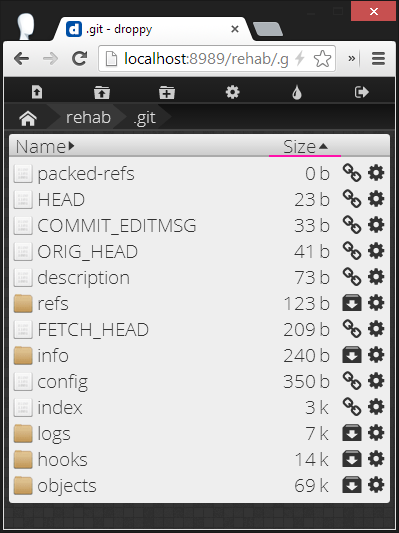 .git - droppy
localhost:8989/rehab/.g
rehab .git
Name Size
packed-refs 0 b
HEAD 23 b
COMMIT_EDITMSG 33 b
ORIG_HEAD 41 b
description 73 b
refs 123 b
FETCH_HEAD 209 b
info 240 b
config 350 b
index 3 k
logs 7 k
hooks 14 k
objects 69 k